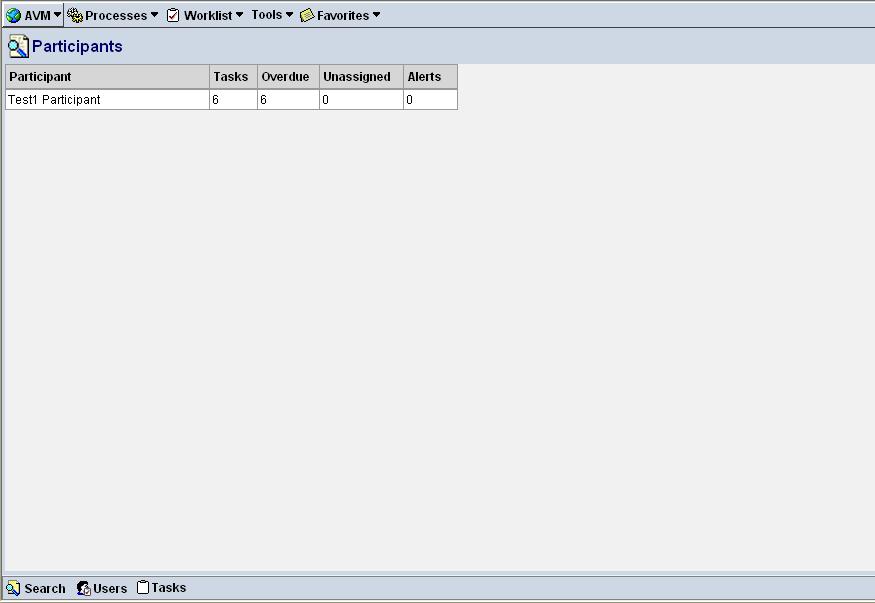 AVM Processes Worklist Tools Favorites
Participants
Participant Tasks Overdue Unassigned Alerts
Test1 Participant 6 6 0 0
Search Users Tasks